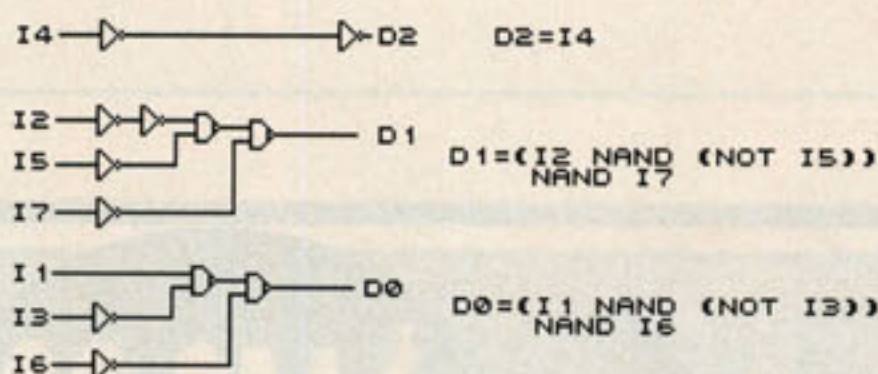 I4 D2 D2=I4
I2 D1
I5 D1=(I2 NAND (NOT I5))
NAND I7
I7
I1 D0
I3 D0=(I1 NAND (NOT I3))
NAND I6
I6